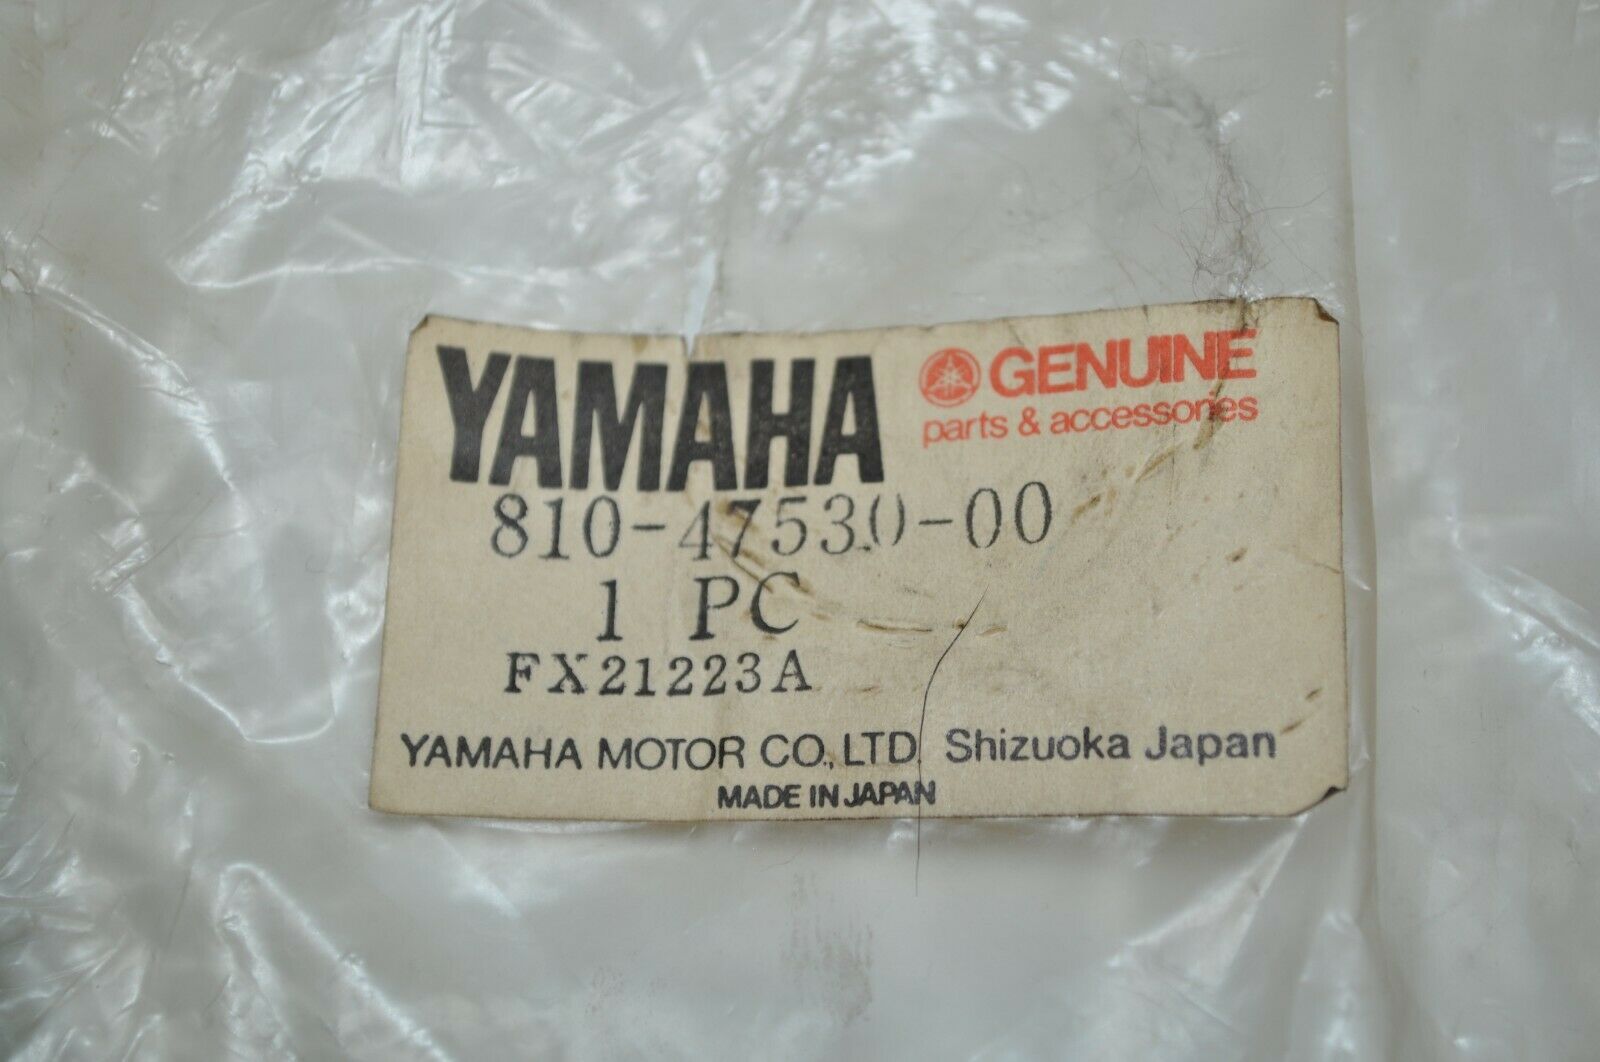 YAMAHA
GENUINE
parts & accessories
810-47530-00
1 PC
FX21223A
YAMAHA MOTOR CO., LTD. Shizuoka Japan
MADE IN JAPAN